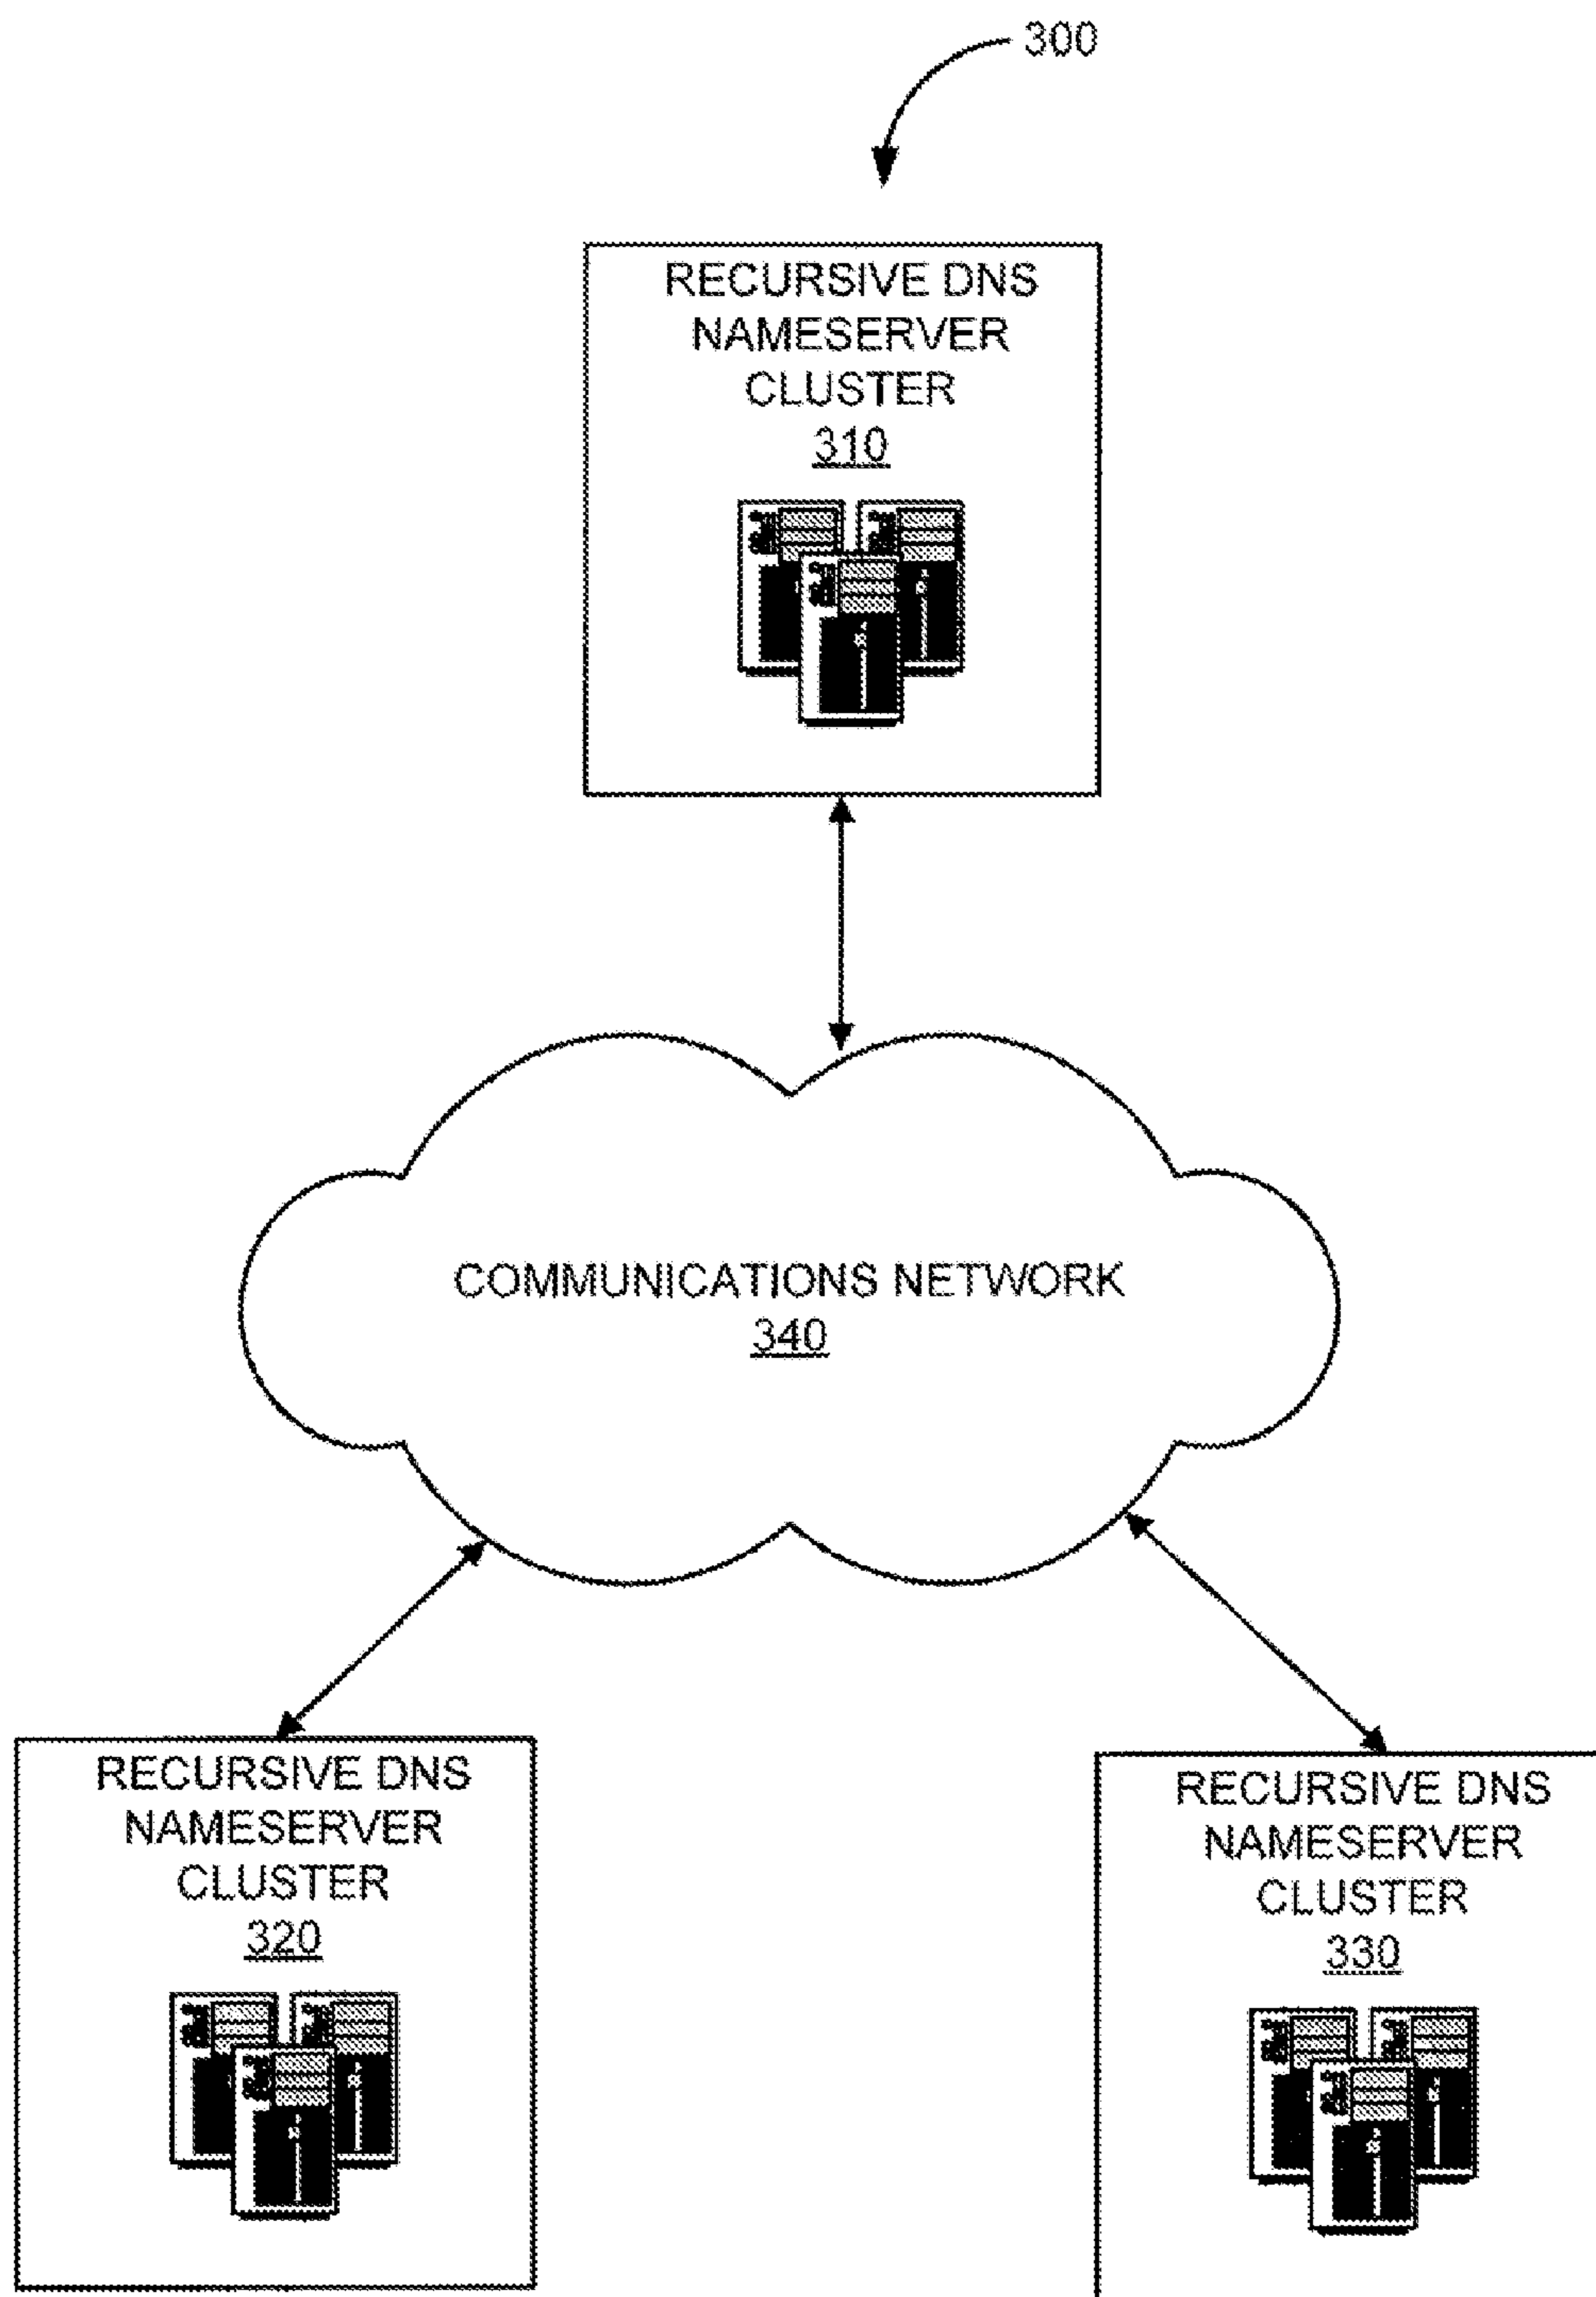 300
RECURSIVE DNS
NAMESERVER
CLUSTER
310
COMMUNICATIONS NETWORK
340
RECURSIVE DNS
NAMESERVER
CLUSTER
320
RECURSIVE DNS
NAMESERVER
CLUSTER
330